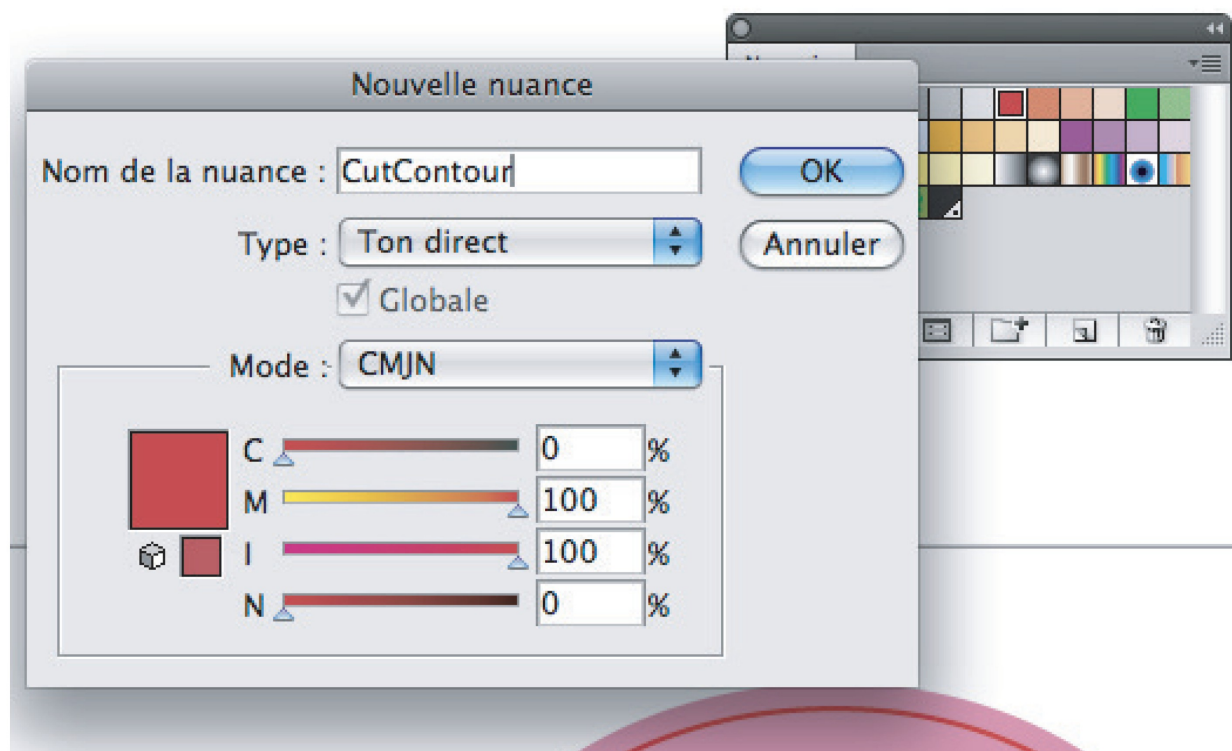 Nouvelle nuance
Nom de la nuance : CutContour
OK
Type : Ton direct
Annuler
Globale
Mode : CMJN
C 0 %
M 100 %
I 100 %
N 0 %